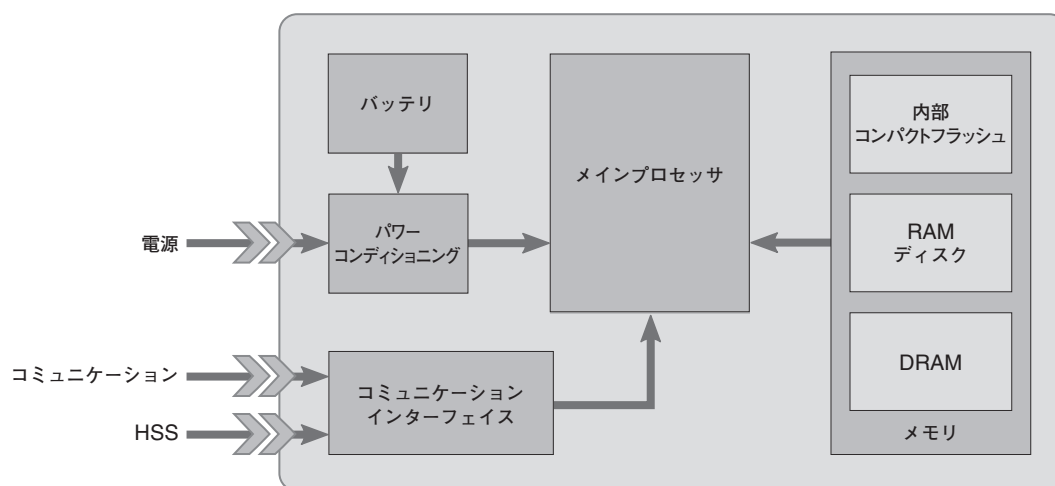 バッテリ
メインプロセッサ
内部
コンパクトフラッシュ
電源
パワー
コンディショニング
RAM
ディスク
コミュニケーション
HSS
コミュニケーション
インターフェイス
DRAM
メモリ